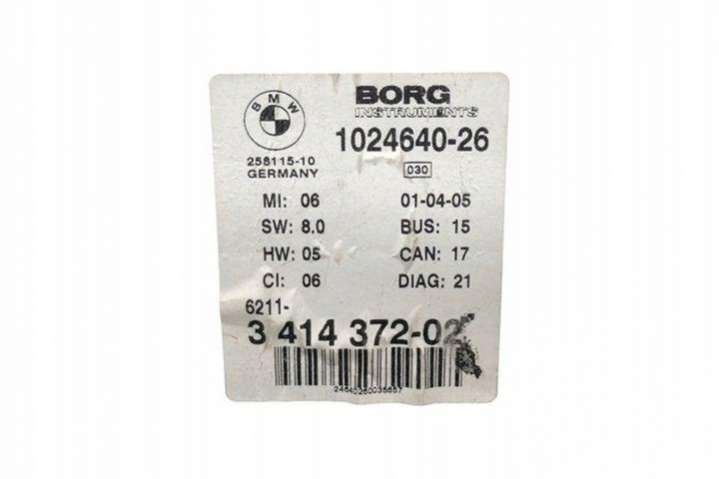 BMW
BORG
INSTRUMENTS
1024640-26
258115-10
GERMANY
030
MI: 06 01-04-05
SW: 8.0 BUS: 15
HW: 05 CAN: 17
CI: 06 DIAG: 21
6211-
3 414 372-02